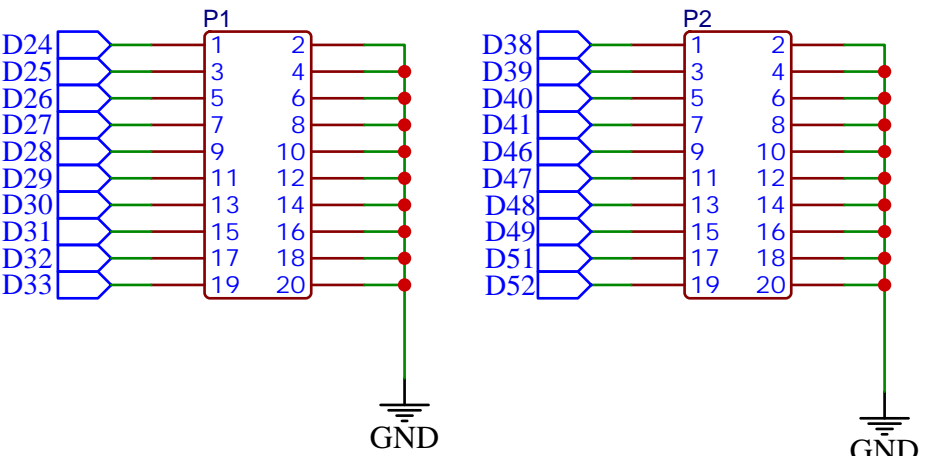 P1 P2
D24 1 2 D38 1 2
D25 3 4 D39 3 4
D26 5 6 D40 5 6
D27 7 8 D41 7 8
D28 9 10 D46 9 10
D29 11 12 D47 11 12
D30 13 14 D48 13 14
D31 15 16 D49 15 16
D32 17 18 D51 17 18
D33 19 20 D52 19 20
GND GND